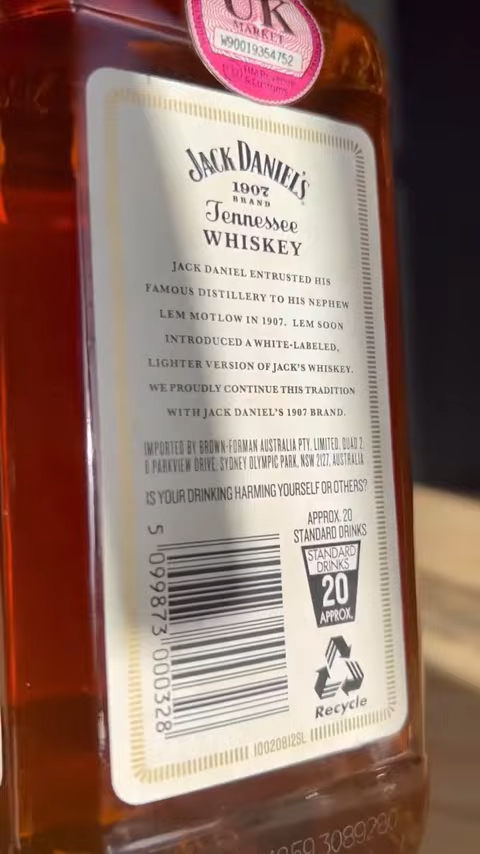 UK
MARKET
W90019354752
JACK DANIEL'S
1907
BRAND
Tennessee
WHISKEY
JACK DANIEL ENTRUSTED HIS
FAMOUS DISTILLERY TO HIS NEPHEW
LEM MOTLOW IN 1907. LEM SOON
INTRODUCED A WHITE-LABELED,
LIGHTER VERSION OF JACK'S WHISKEY.
WE PROUDLY CONTINUE THIS TRADITION
WITH JACK DANIEL'S 1907 BRAND.
IMPORTED BY BROWN-FORMAN AUSTRALIA PTY. LIMITED, QUAD 2,
6 PARKVIEW DRIVE, SYDNEY OLYMPIC PARK, NSW 2127, AUSTRALIA
IS YOUR DRINKING HARMING YOURSELF OR OTHERS?
APPROX. 20
STANDARD DRINKS
STANDARD
DRINKS
20
APPROX.
Recycle
5 099873 000328
10020812SL
3089280